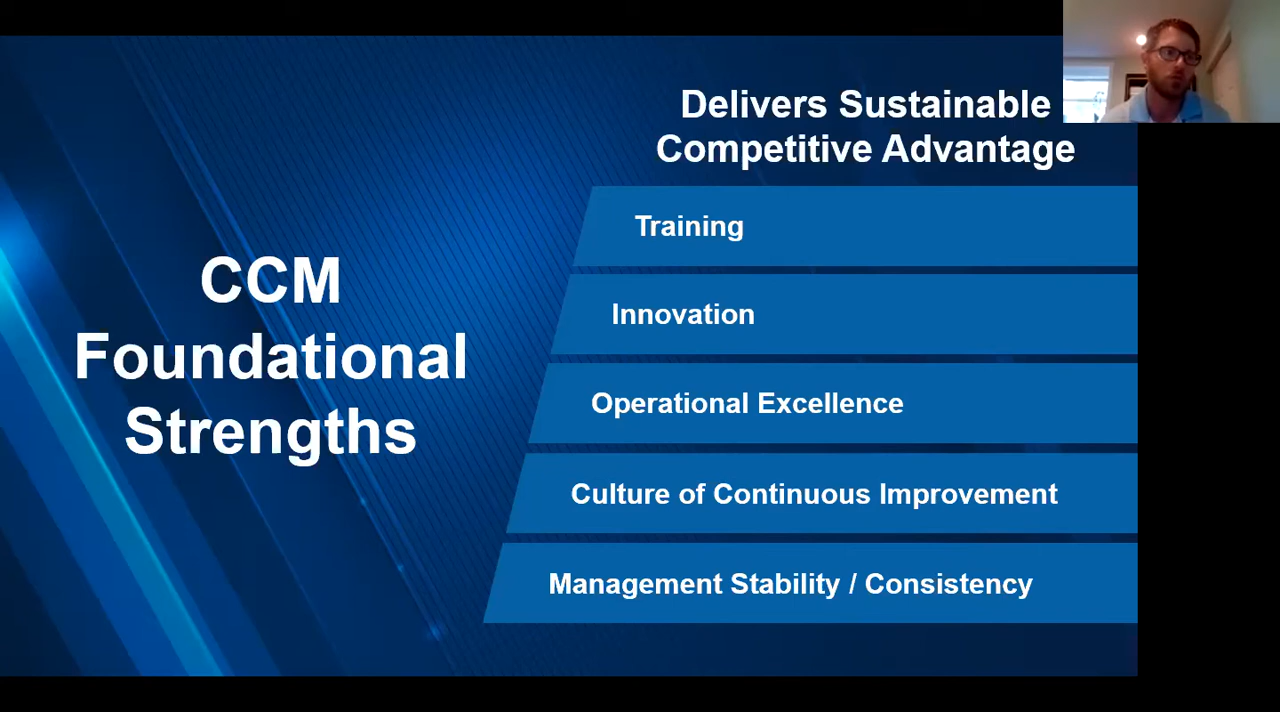 CCM
Foundational
Strengths
Delivers Sustainable
Competitive Advantage
Training
Innovation
Operational Excellence
Culture of Continuous Improvement
Management Stability / Consistency